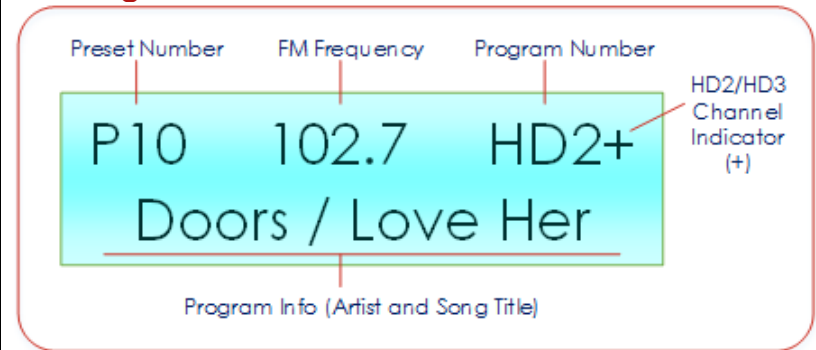 Preset Number FM Frequency Program Number
HD2/HD3
Channel
Indicator
(+)
P10 102.7 HD2+
Doors / Love Her
Program Info (Artist and Song Title)